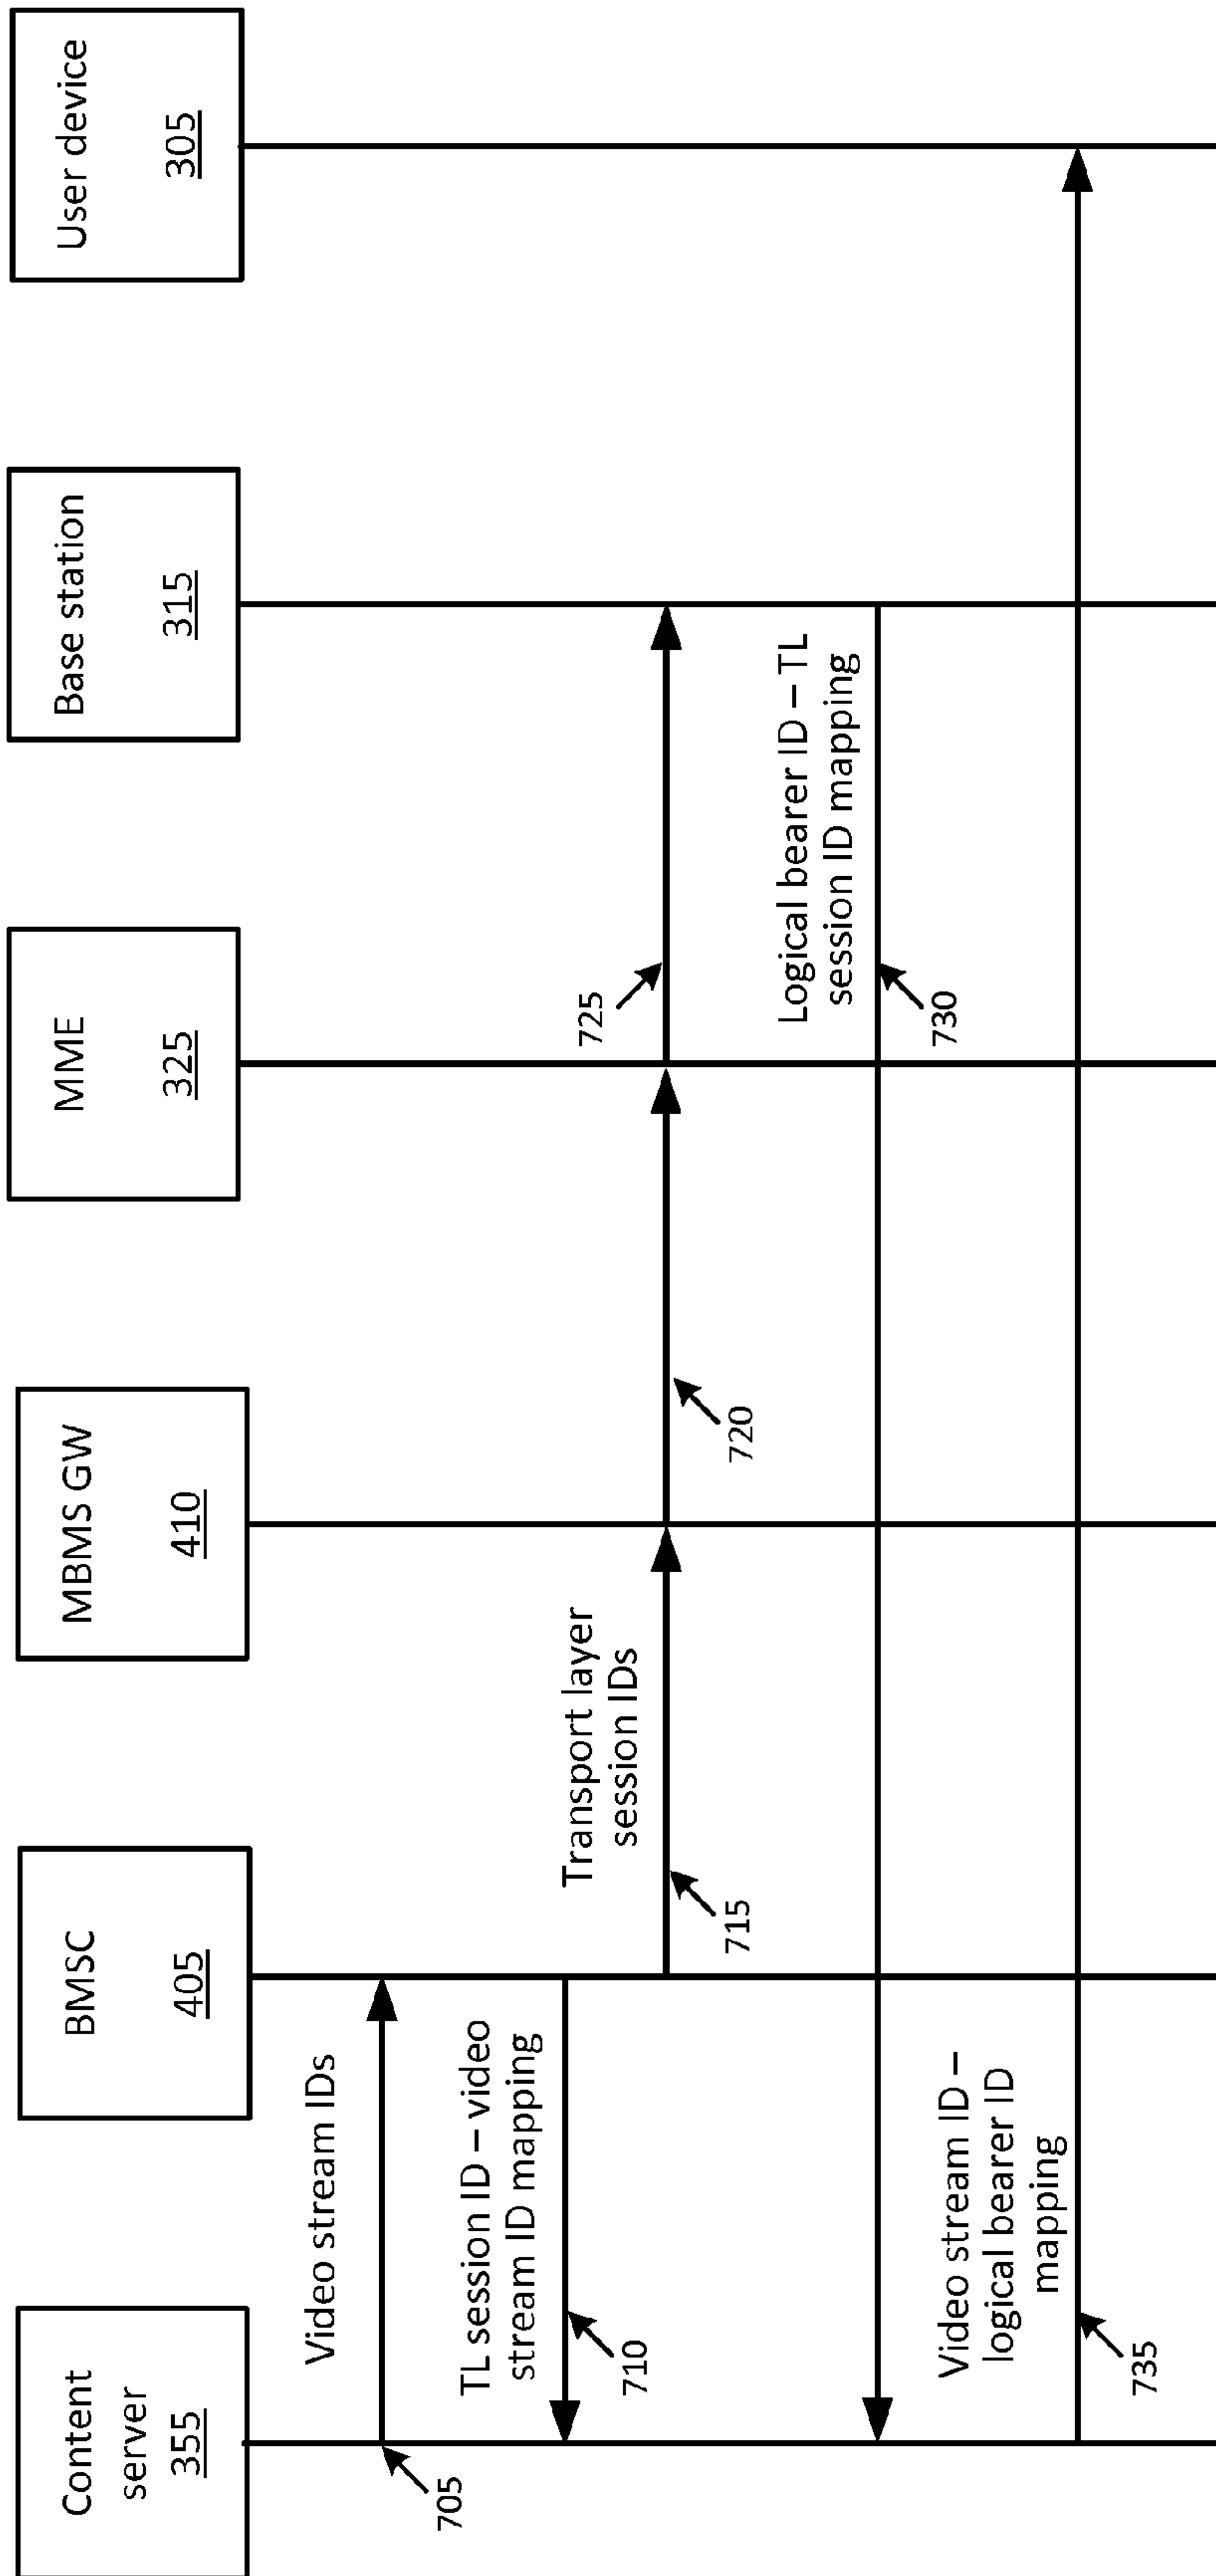 Content
server
355
BMSC
405
MBMS GW
410
MME
325
Base station
315
User device
305
Video stream IDs
705
TL session ID – video
stream ID mapping
710
Transport layer
session IDs
715
720
725
Logical bearer ID – TL
session ID mapping
730
Video stream ID –
logical bearer ID
mapping
735